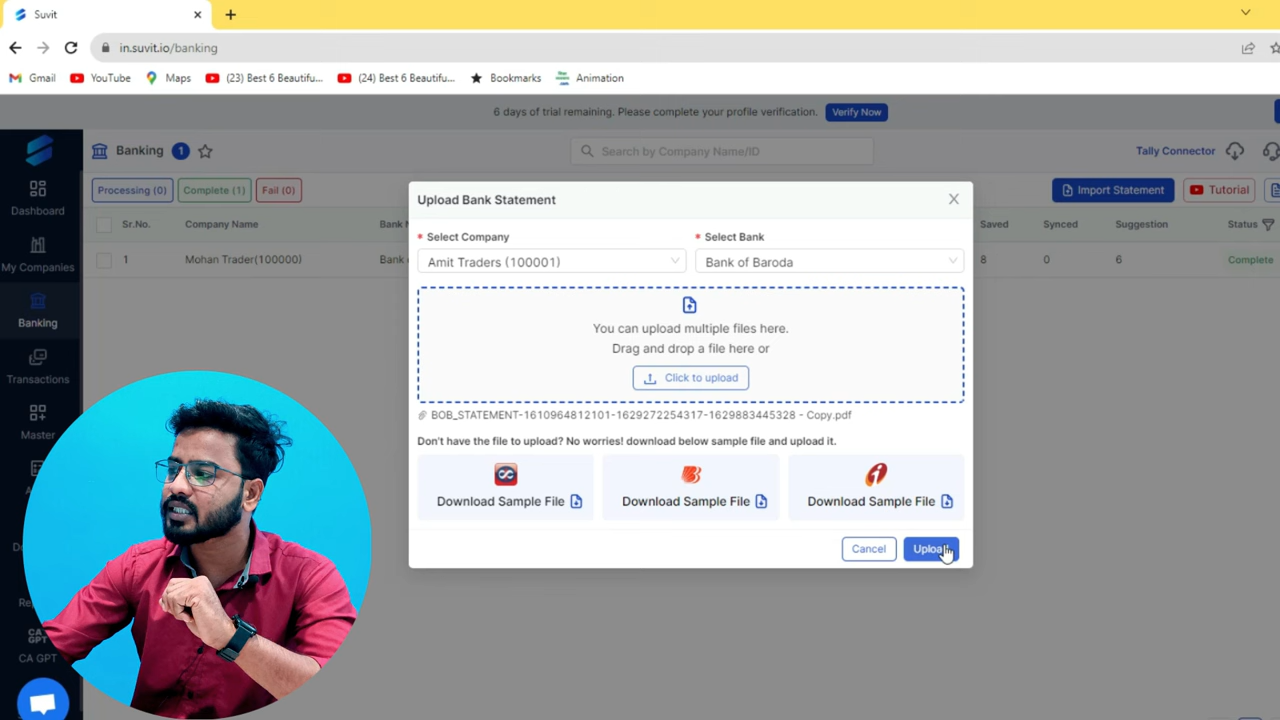 Suvit
in.suvit.io/banking
Gmail YouTube Maps (23) Best 6 Beautifu... (24) Best 6 Beautifu... Bookmarks Animation
6 days of trial remaining. Please complete your profile verification. Verify Now
Banking 1 Search by Company Name/ID Tally Connector
Processing (0) Complete (1) Fail (0) Import Statement Tutorial
Sr.No. Company Name Bank Saved Synced Suggestion Status
1 Mohan Trader(100000) Bank 8 0 6 Complete
Dashboard
My Companies
Banking
Transactions
Master
CA GPT
CA GPT
Upload Bank Statement
* Select Company * Select Bank
Amit Traders (100001) Bank of Baroda
You can upload multiple files here.
Drag and drop a file here or
Click to upload
BOB_STATEMENT-1610964812101-1629272254317-1629883445328 - Copy.pdf
Don't have the file to upload? No worries! download below sample file and upload it.
Download Sample File Download Sample File Download Sample File
Cancel Upload